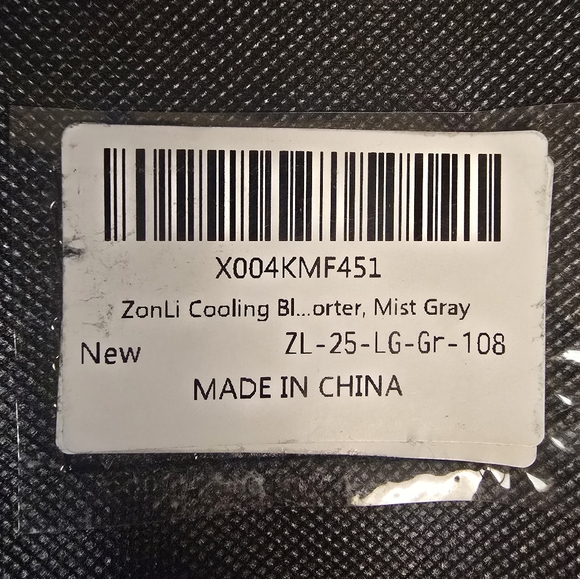 X004KMF451
ZonLi Cooling Bl...orter, Mist Gray
New ZL-25-LG-Gr-108
MADE IN CHINA